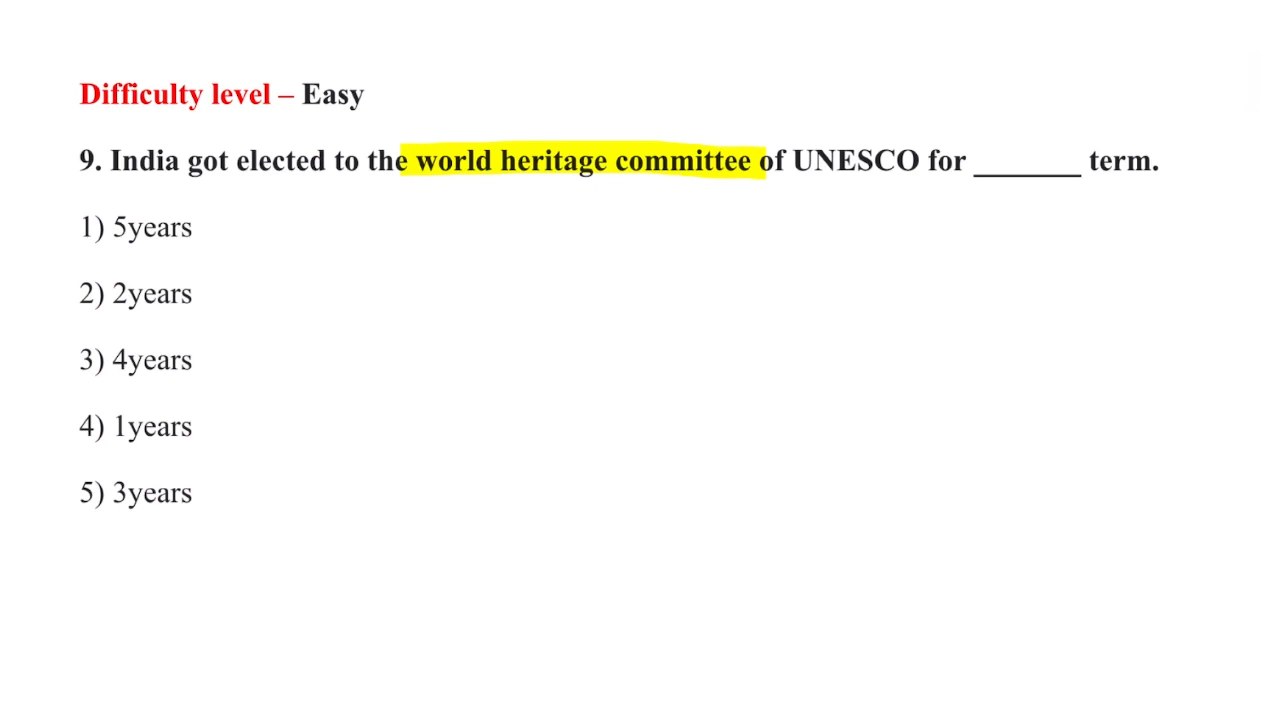 Difficulty level – Easy
9. India got elected to the world heritage committee of UNESCO for _______ term.
1) 5years
2) 2years
3) 4years
4) 1years
5) 3years